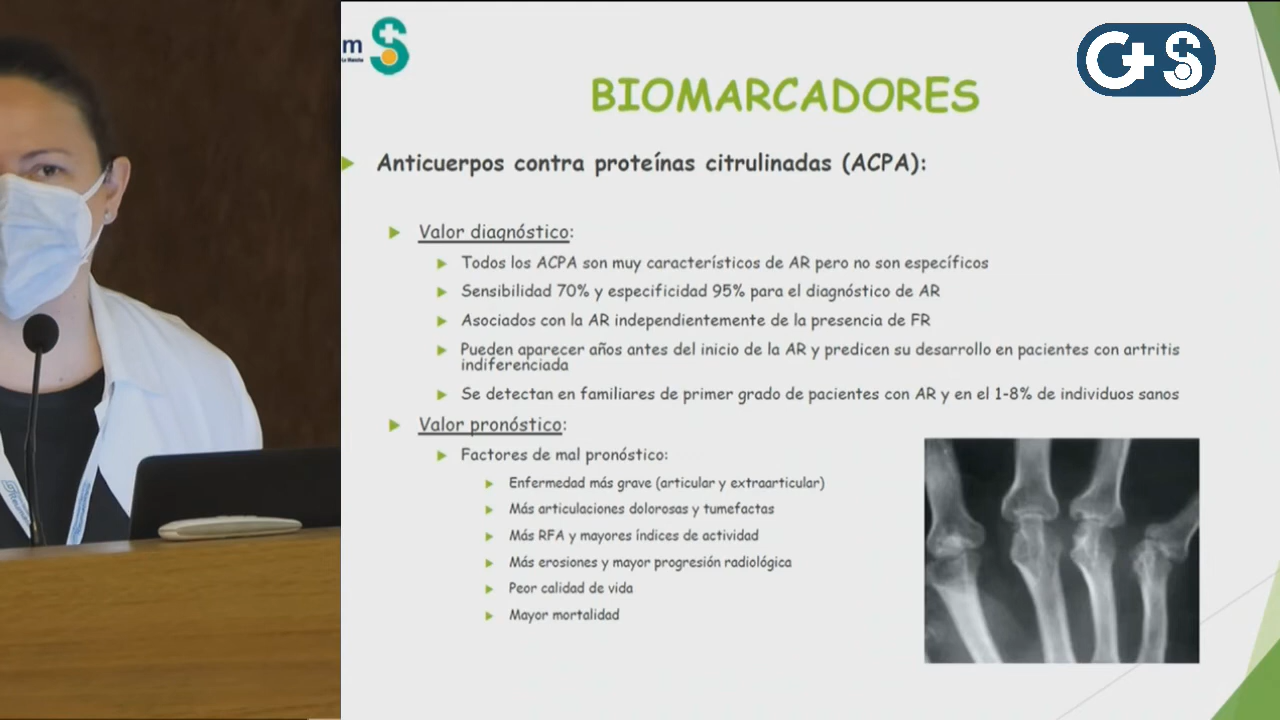 m
La Mancha
G+S
BIOMARCADORES
Anticuerpos contra proteínas citrulinadas (ACPA):
Valor diagnóstico:
Todos los ACPA son muy característicos de AR pero no son específicos
Sensibilidad 70% y especificidad 95% para el diagnóstico de AR
Asociados con la AR independientemente de la presencia de FR
Pueden aparecer años antes del inicio de la AR y predicen su desarrollo en pacientes con artritis
indiferenciada
Se detectan en familiares de primer grado de pacientes con AR y en el 1-8% de individuos sanos
Valor pronóstico:
Factores de mal pronóstico:
Enfermedad más grave (articular y extraarticular)
Más articulaciones dolorosas y tumefactas
Más RFA y mayores índices de actividad
Más erosiones y mayor progresión radiológica
Peor calidad de vida
Mayor mortalidad